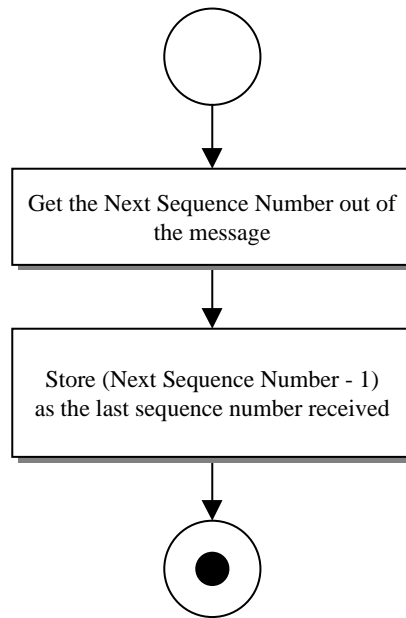 Get the Next Sequence Number out of
the message
Store (Next Sequence Number - 1)
as the last sequence number received